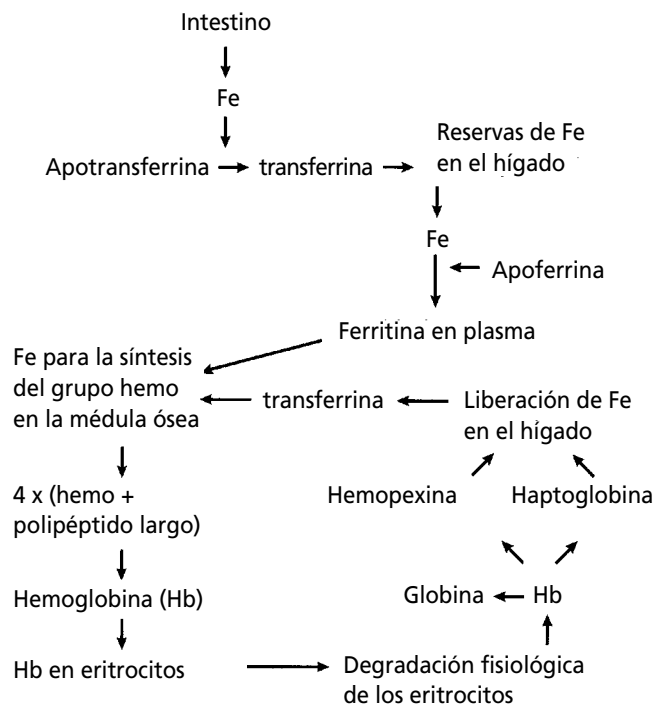 Intestino
Fe
Apotransferrina
transferrina
Reservas de Fe
en el hígado
Fe
Apoferrina
Ferritina en plasma
Fe para la síntesis
del grupo hemo
en la médula ósea
transferrina
Liberación de Fe
en el hígado
4 x (hemo +
polipéptido largo)
Hemopexina
Haptoglobina
Hemoglobina (Hb)
Globina
Hb
Hb en eritrocitos
Degradación fisiológica
de los eritrocitos